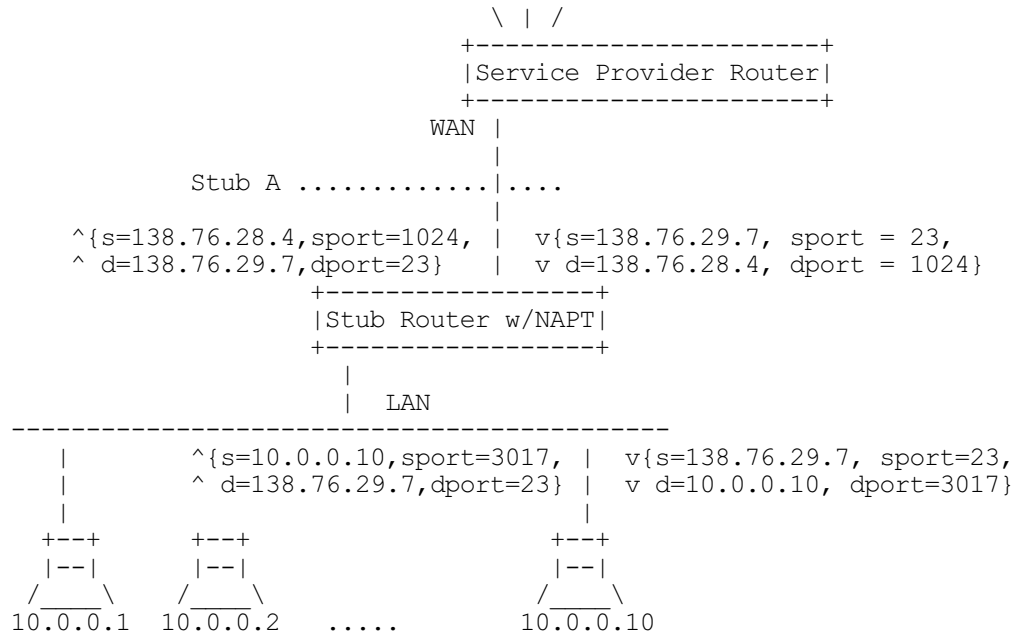 \ | /
                              +-----------------------+
                              |Service Provider Router|
                              +-----------------------+
                            WAN |
                                |
            Stub A .............|....
                                |
    ^{s=138.76.28.4,sport=1024, |  v{s=138.76.29.7, sport = 23,
    ^ d=138.76.29.7,dport=23}   |  v d=138.76.28.4, dport = 1024}
                    +------------------+
                    |Stub Router w/NAPT|
                    +------------------+
                      |
                      |  LAN
--------------------------------------------
   |        ^{s=10.0.0.10,sport=3017, |  v{s=138.76.29.7, sport=23,
   |        ^ d=138.76.29.7,dport=23} |  v d=10.0.0.10, dport=3017}
   |                                  |
  +--+      +--+                    +--+
  |--|      |--|                    |--|
 /____\    /____\                  /____\
10.0.0.1  10.0.0.2   .....        10.0.0.10